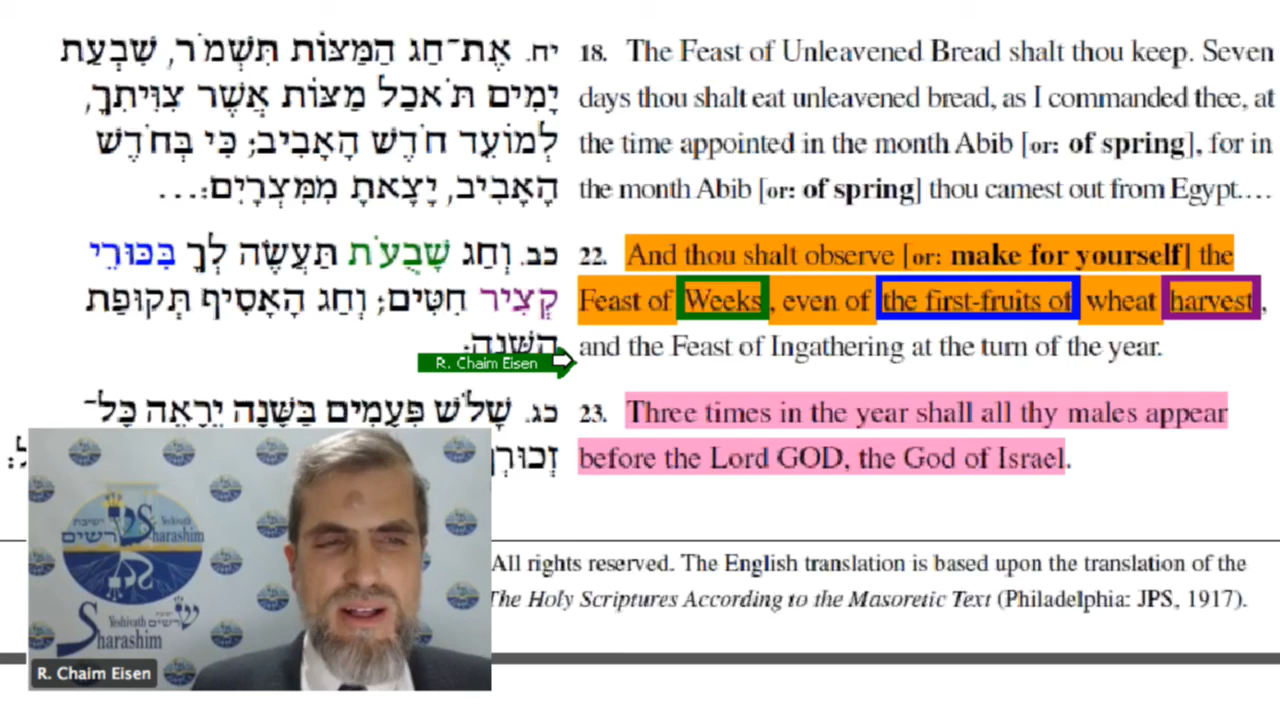 יח. אֶת־חַג הַמַּצּוֹת תִּשְׁמֹר, שִׁבְעַת
יָמִים תֹּאכַל מַצּוֹת אֲשֶׁר צִוִּיתִךָ,
לְמוֹעֵד חֹדֶשׁ הָאָבִיב; כִּי בְּחֹדֶשׁ
הָאָבִיב, יָצָאתָ מִמִּצְרָיִם:...
18. The Feast of Unleavened Bread shalt thou keep. Seven
days thou shalt eat unleavened bread, as I commanded thee, at
the time appointed in the month Abib [or: of spring], for in
the month Abib [or: of spring] thou camest out from Egypt....
כב. וְחַג שָׁבֻעֹת תַּעֲשֶׂה לְךָ בִּכּוּרֵי
קְצִיר חִטִּים; וְחַג הָאָסִיף תְּקוּפַת
הַשָּׁנָה:
22. And thou shalt observe [or: make for yourself] the
Feast of Weeks, even of the first-fruits of wheat harvest,
and the Feast of Ingathering at the turn of the year.
R. Chaim Eisen
כג. שָׁלֹשׁ פְּעָמִים בַּשָּׁנָה יֵרָאֶה כָּל־
23. Three times in the year shall all thy males appear
before the Lord GOD, the God of Israel.
All rights reserved. The English translation is based upon the translation of the
The Holy Scriptures According to the Masoretic Text (Philadelphia: JPS, 1917).
ישיבת
שרשים
Yeshivath
Sharashim
Yeshivath
Sharashim
R. Chaim Eisen